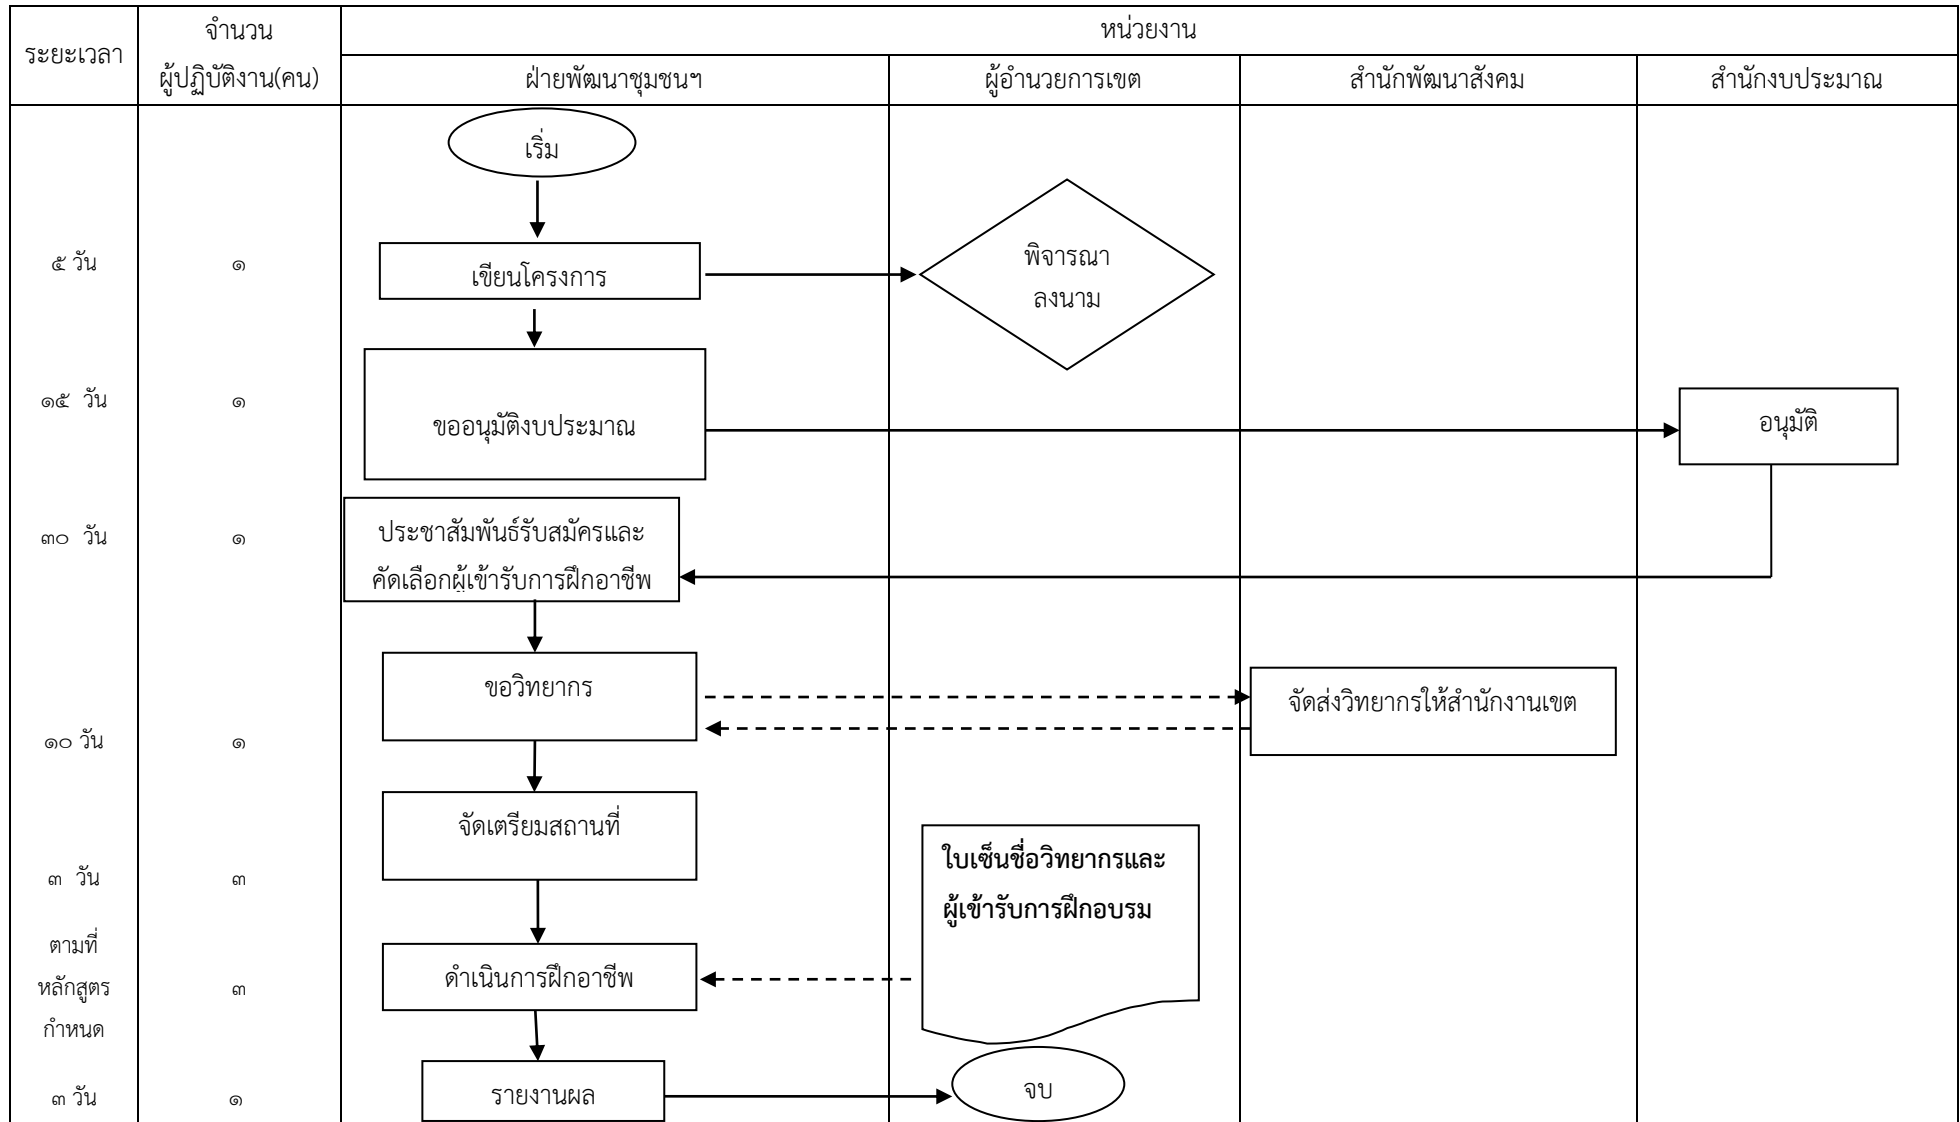 ระยะเวลา
จำนวน
ผู้ปฏิบัติงาน(คน)
หน่วยงาน
ฝ่ายพัฒนาชุมชนฯ
ผู้อำนวยการเขต
สำนักพัฒนาสังคม
สำนักงบประมาณ
เริ่ม
๕ วัน
๑
เขียนโครงการ
พิจารณา
ลงนาม
๑๕ วัน
๑
ขออนุมัติงบประมาณ
อนุมัติ
๓๐ วัน
๑
ประชาสัมพันธ์รับสมัครและ
คัดเลือกผู้เข้ารับการฝึกอาชีพ
ขอวิทยากร
จัดส่งวิทยากรให้สำนักงานเขต
๑๐ วัน
๑
จัดเตรียมสถานที่
ใบเซ็นชื่อวิทยากรและ
ผู้เข้ารับการฝึกอบรม
๓ วัน
๓
ตามที่
หลักสูตร
กำหนด
๓
ดำเนินการฝึกอาชีพ
๓ วัน
๑
รายงานผล
จบ